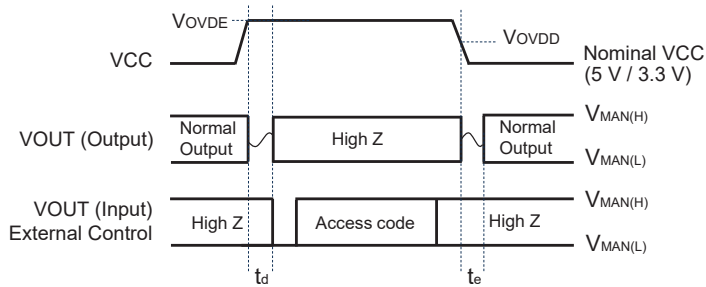 VOVDE
VOVDD
VCC
Nominal VCC
(5 V / 3.3 V)
VOUT (Output)
Normal
Output
High Z
Normal
Output
VMAN(H)
VMAN(L)
VOUT (Input)
External Control
High Z
Access code
High Z
VMAN(H)
VMAN(L)
td
te